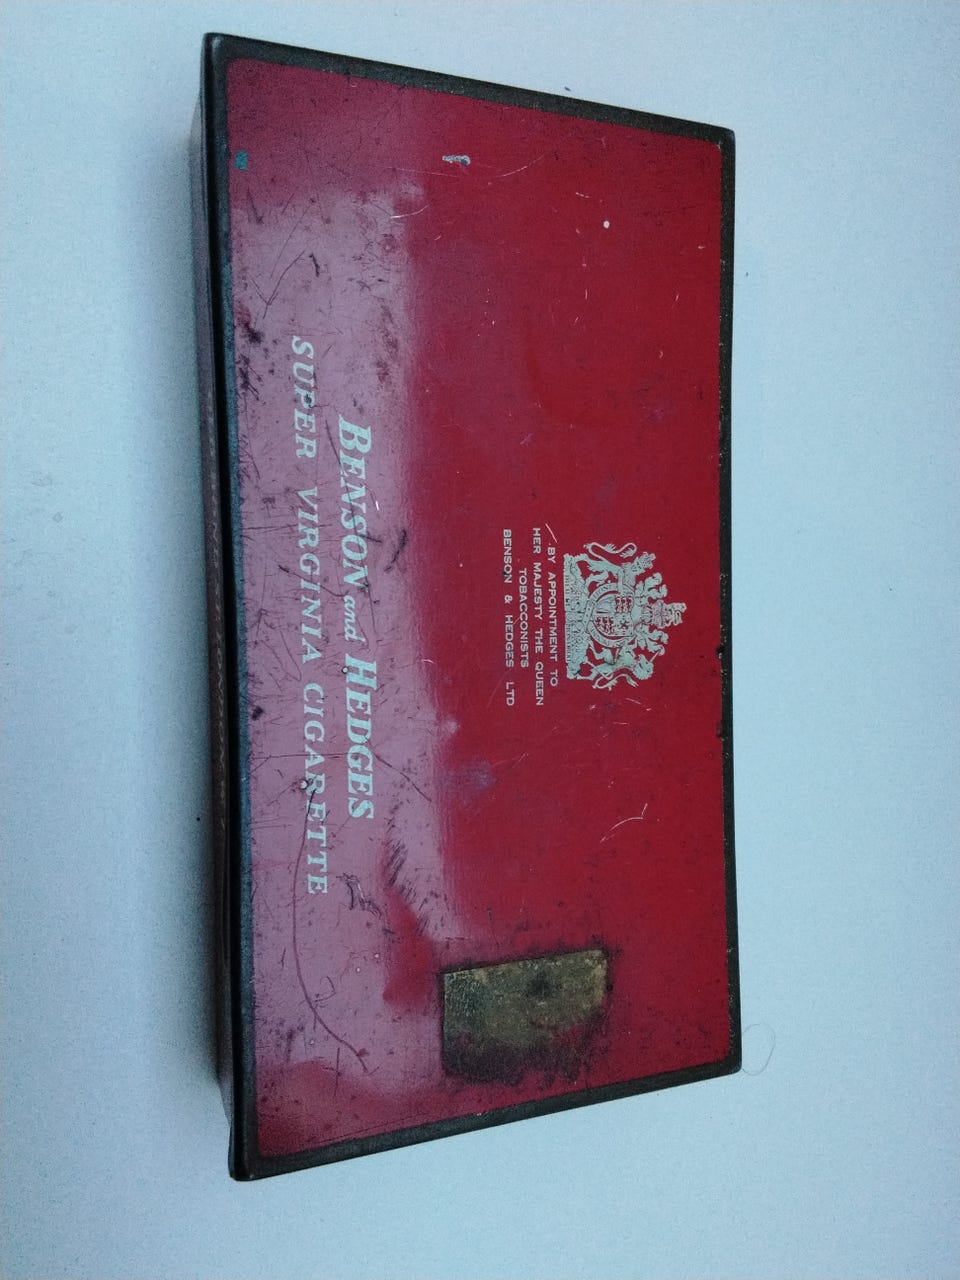 BY APPOINTMENT TO
HER MAJESTY THE QUEEN
TOBACCONISTS
BENSON & HEDGES LTD
BENSON and HEDGES
SUPER VIRGINIA CIGARETTE